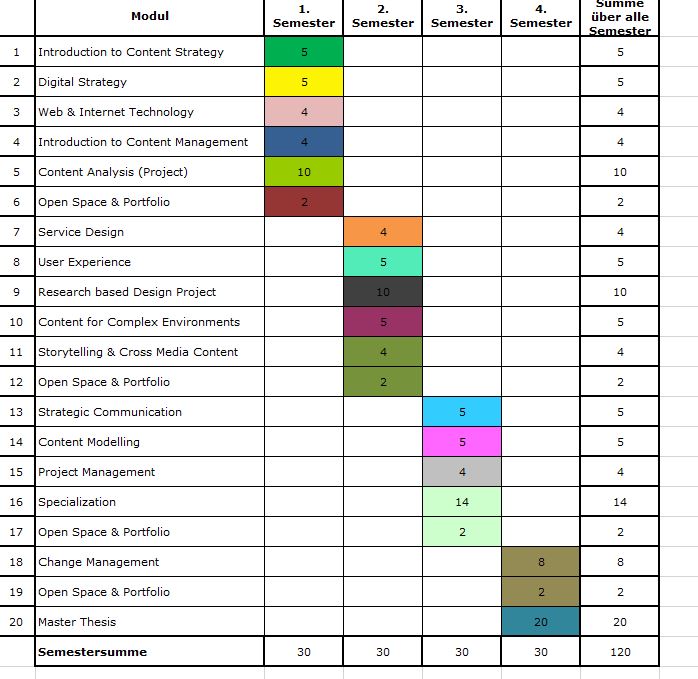 Modul 1. Semester 2. Semester 3. Semester 4. Semester Summe über alle Semester
1 Introduction to Content Strategy 5 5
2 Digital Strategy 5 5
3 Web & Internet Technology 4 4
4 Introduction to Content Management 4 4
5 Content Analysis (Project) 10 10
6 Open Space & Portfolio 2 2
7 Service Design 4 4
8 User Experience 5 5
9 Research based Design Project 10 10
10 Content for Complex Environments 5 5
11 Storytelling & Cross Media Content 4 4
12 Open Space & Portfolio 2 2
13 Strategic Communication 5 5
14 Content Modelling 5 5
15 Project Management 4 4
16 Specialization 14 14
17 Open Space & Portfolio 2 2
18 Change Management 8 8
19 Open Space & Portfolio 2 2
20 Master Thesis 20 20
Semestersumme 30 30 30 30 120